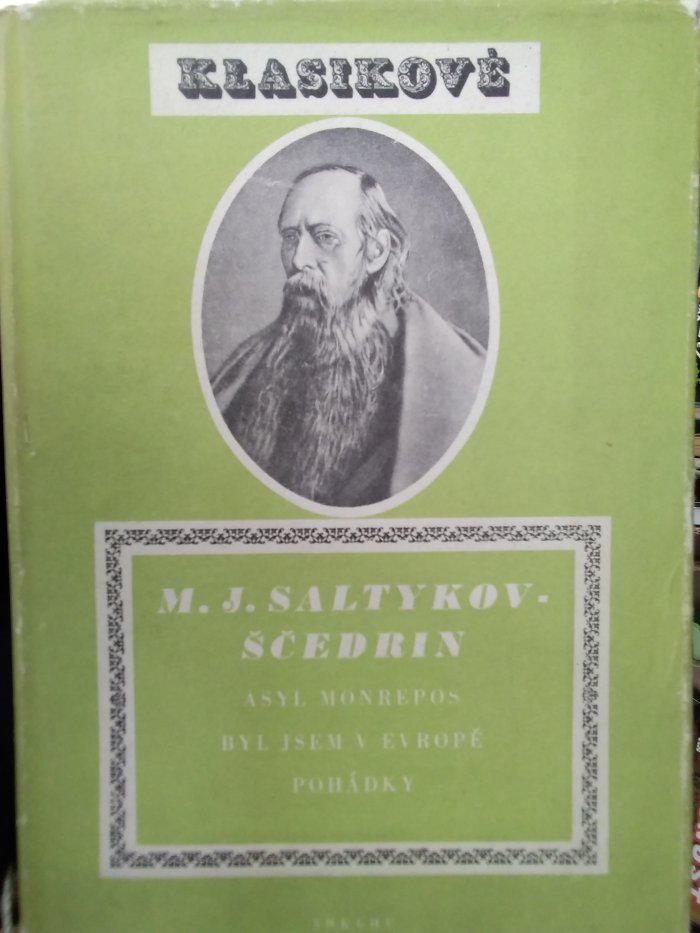 KLASIKOVÉ
M. J. SALTYKOV-
ŠČEDRIN
ASYL MONREPOS
BYL JSEM V EVROPĚ
POHÁDKY